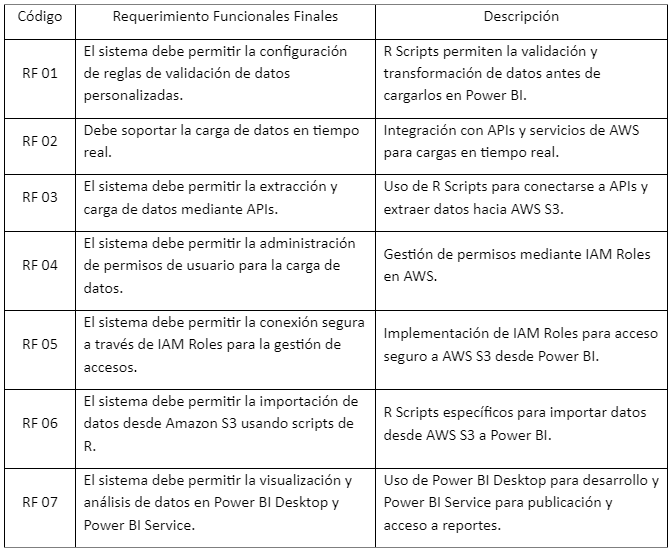 Código Requerimiento Funcionales Finales Descripción
RF 01
El sistema debe permitir la configuración
de reglas de validación de datos
personalizadas.
R Scripts permiten la validación y
transformación de datos antes de
cargarlos en Power BI.
RF 02
Debe soportar la carga de datos en tiempo
real.
Integración con APIs y servicios de AWS
para cargas en tiempo real.
RF 03
El sistema debe permitir la extracción y
carga de datos mediante APIs.
Uso de R Scripts para conectarse a APIs y
extraer datos hacia AWS S3.
RF 04
El sistema debe permitir la administración
de permisos de usuario para la carga de
datos.
Gestión de permisos mediante IAM Roles
en AWS.
RF 05
El sistema debe permitir la conexión segura
a través de IAM Roles para la gestión de
accesos.
Implementación de IAM Roles para acceso
seguro a AWS S3 desde Power BI.
RF 06
El sistema debe permitir la importación de
datos desde Amazon S3 usando scripts de
R.
R Scripts específicos para importar datos
desde AWS S3 a Power BI.
RF 07
El sistema debe permitir la visualización y
análisis de datos en Power BI Desktop y
Power BI Service.
Uso de Power BI Desktop para desarrollo y
Power BI Service para publicación y
acceso a reportes.